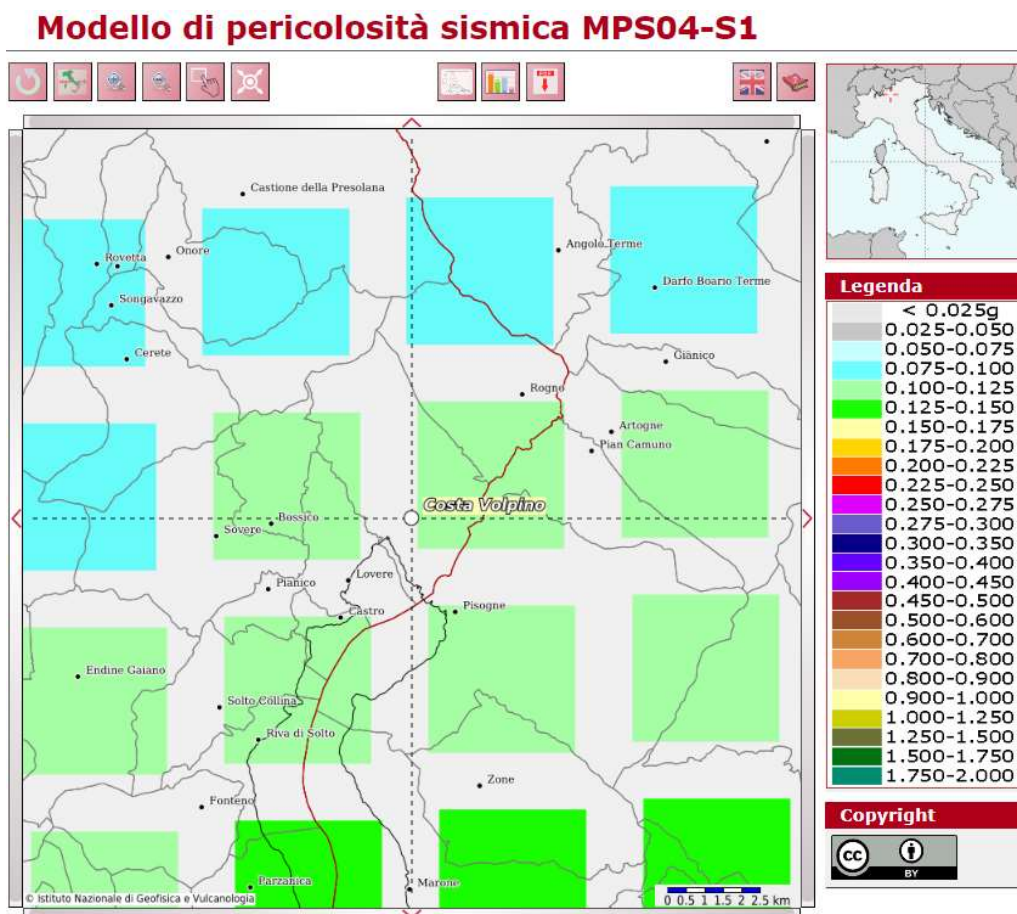 Modello di pericolosità sismica MPS04-S1
PDF
Castione della Presolana
Rovetta
Onore
Angolo Terme
Darfo Boario Terme
Songavazzo
Cerete
Gianico
Rogno
Artogne
Pian Camuno
Costa Volpino
Bossico
Sovere
Pianico
Lovere
Castro
Pisogne
Endine Gaiano
Solto Collina
Riva di Solto
Zone
Fonteno
Parzanica
Marone
© Istituto Nazionale di Geofisica e Vulcanologia
0 0.5 1 1.5 2 2.5 km
Legenda
< 0.025g
0.025-0.050
0.050-0.075
0.075-0.100
0.100-0.125
0.125-0.150
0.150-0.175
0.175-0.200
0.200-0.225
0.225-0.250
0.250-0.275
0.275-0.300
0.300-0.350
0.350-0.400
0.400-0.450
0.450-0.500
0.500-0.600
0.600-0.700
0.700-0.800
0.800-0.900
0.900-1.000
1.000-1.250
1.250-1.500
1.500-1.750
1.750-2.000
Copyright
cc
BY